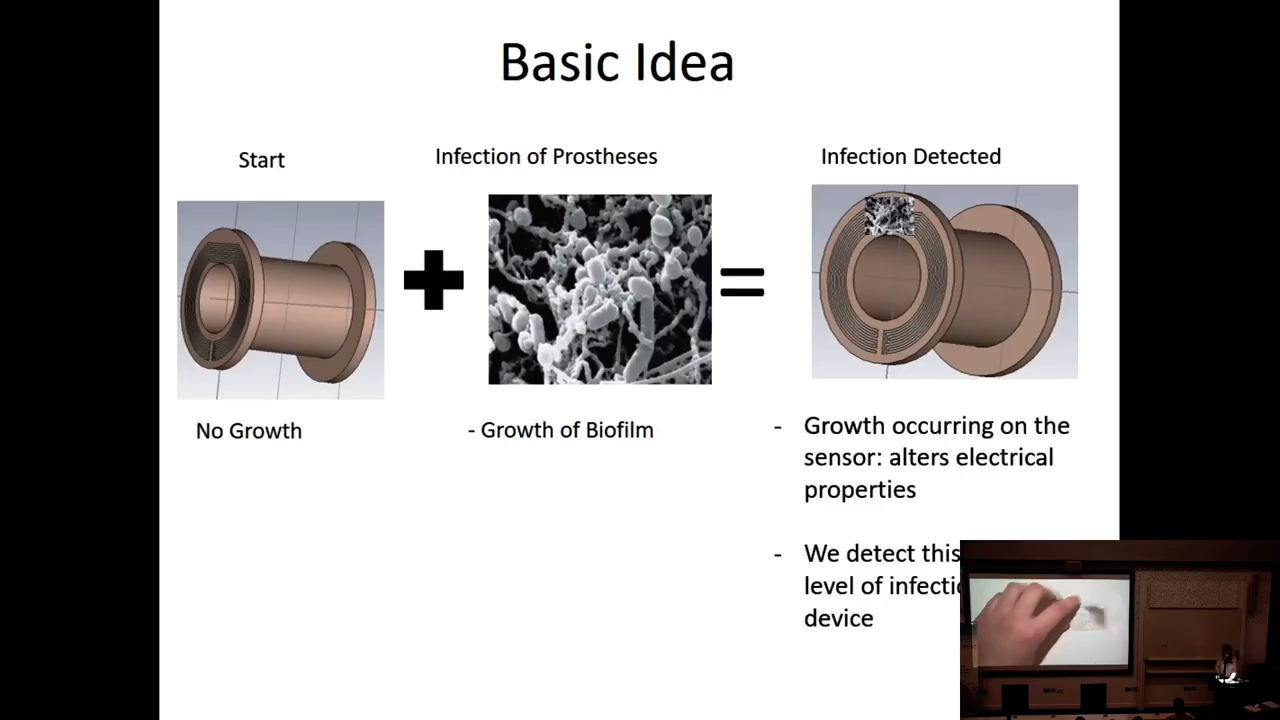 Basic Idea
Start
Infection of Prostheses
Infection Detected
No Growth
- Growth of Biofilm
- Growth occurring on the
sensor: alters electrical
properties
- We detect this
level of
device